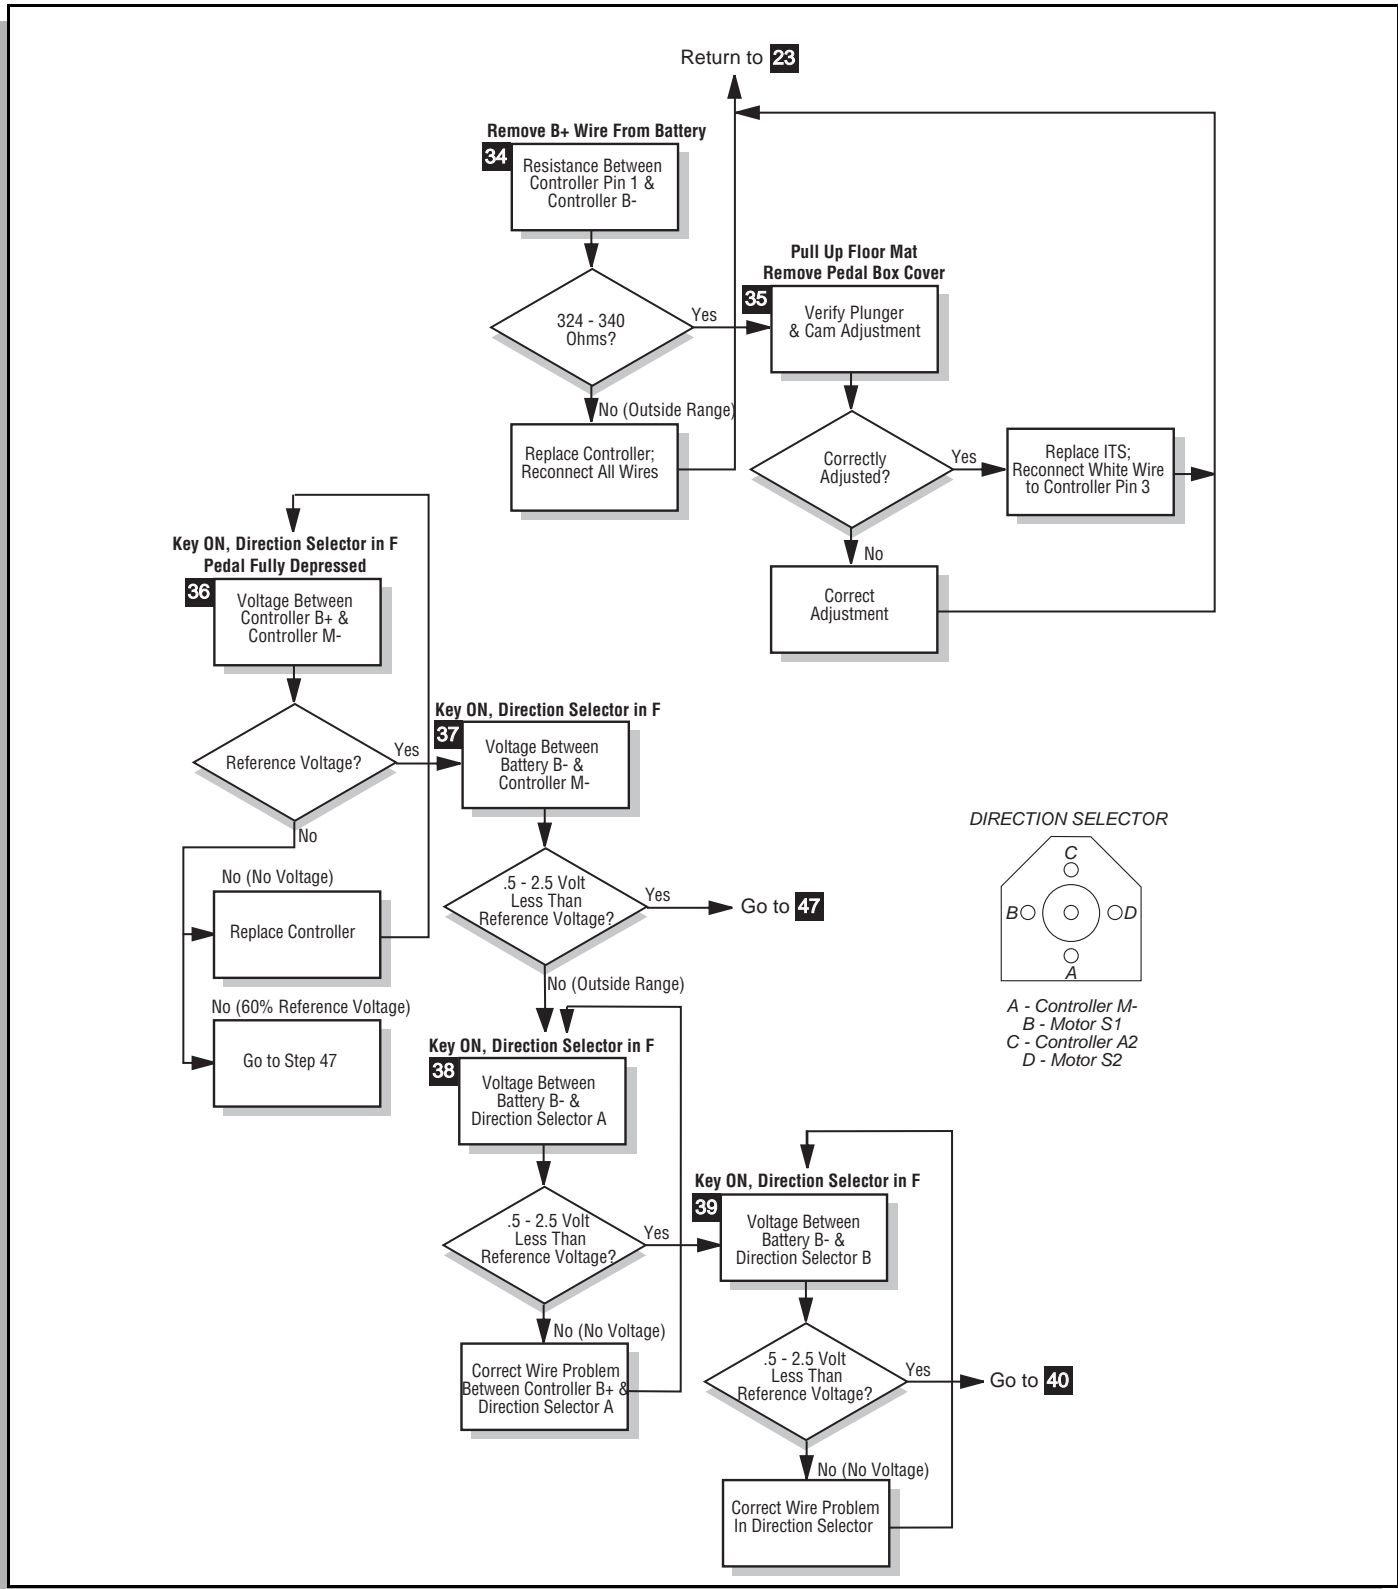 Return to 23
Remove B+ Wire From Battery
34
Resistance Between
Controller Pin 1 &
Controller B-
324 - 340
Ohms?
Yes
No (Outside Range)
Replace Controller;
Reconnect All Wires
Pull Up Floor Mat
Remove Pedal Box Cover
35
Verify Plunger
& Cam Adjustment
Correctly
Adjusted?
Yes
Replace ITS;
Reconnect White Wire
to Controller Pin 3
No
Correct
Adjustment
Key ON, Direction Selector in F
Pedal Fully Depressed
36
Voltage Between
Controller B+ &
Controller M-
Reference Voltage?
Yes
No
No (No Voltage)
Replace Controller
No (60% Reference Voltage)
Go to Step 47
Key ON, Direction Selector in F
37
Voltage Between
Battery B- &
Controller M-
.5 - 2.5 Volt
Less Than
Reference Voltage?
Yes
Go to 47
No (Outside Range)
Key ON, Direction Selector in F
38
Voltage Between
Battery B- &
Direction Selector A
.5 - 2.5 Volt
Less Than
Reference Voltage?
Yes
No (No Voltage)
Correct Wire Problem
Between Controller B+ &
Direction Selector A
Key ON, Direction Selector in F
39
Voltage Between
Battery B- &
Direction Selector B
.5 - 2.5 Volt
Less Than
Reference Voltage?
Yes
Go to 40
No (No Voltage)
Correct Wire Problem
In Direction Selector
DIRECTION SELECTOR
C
B
D
A
A - Controller M-
B - Motor S1
C - Controller A2
D - Motor S2